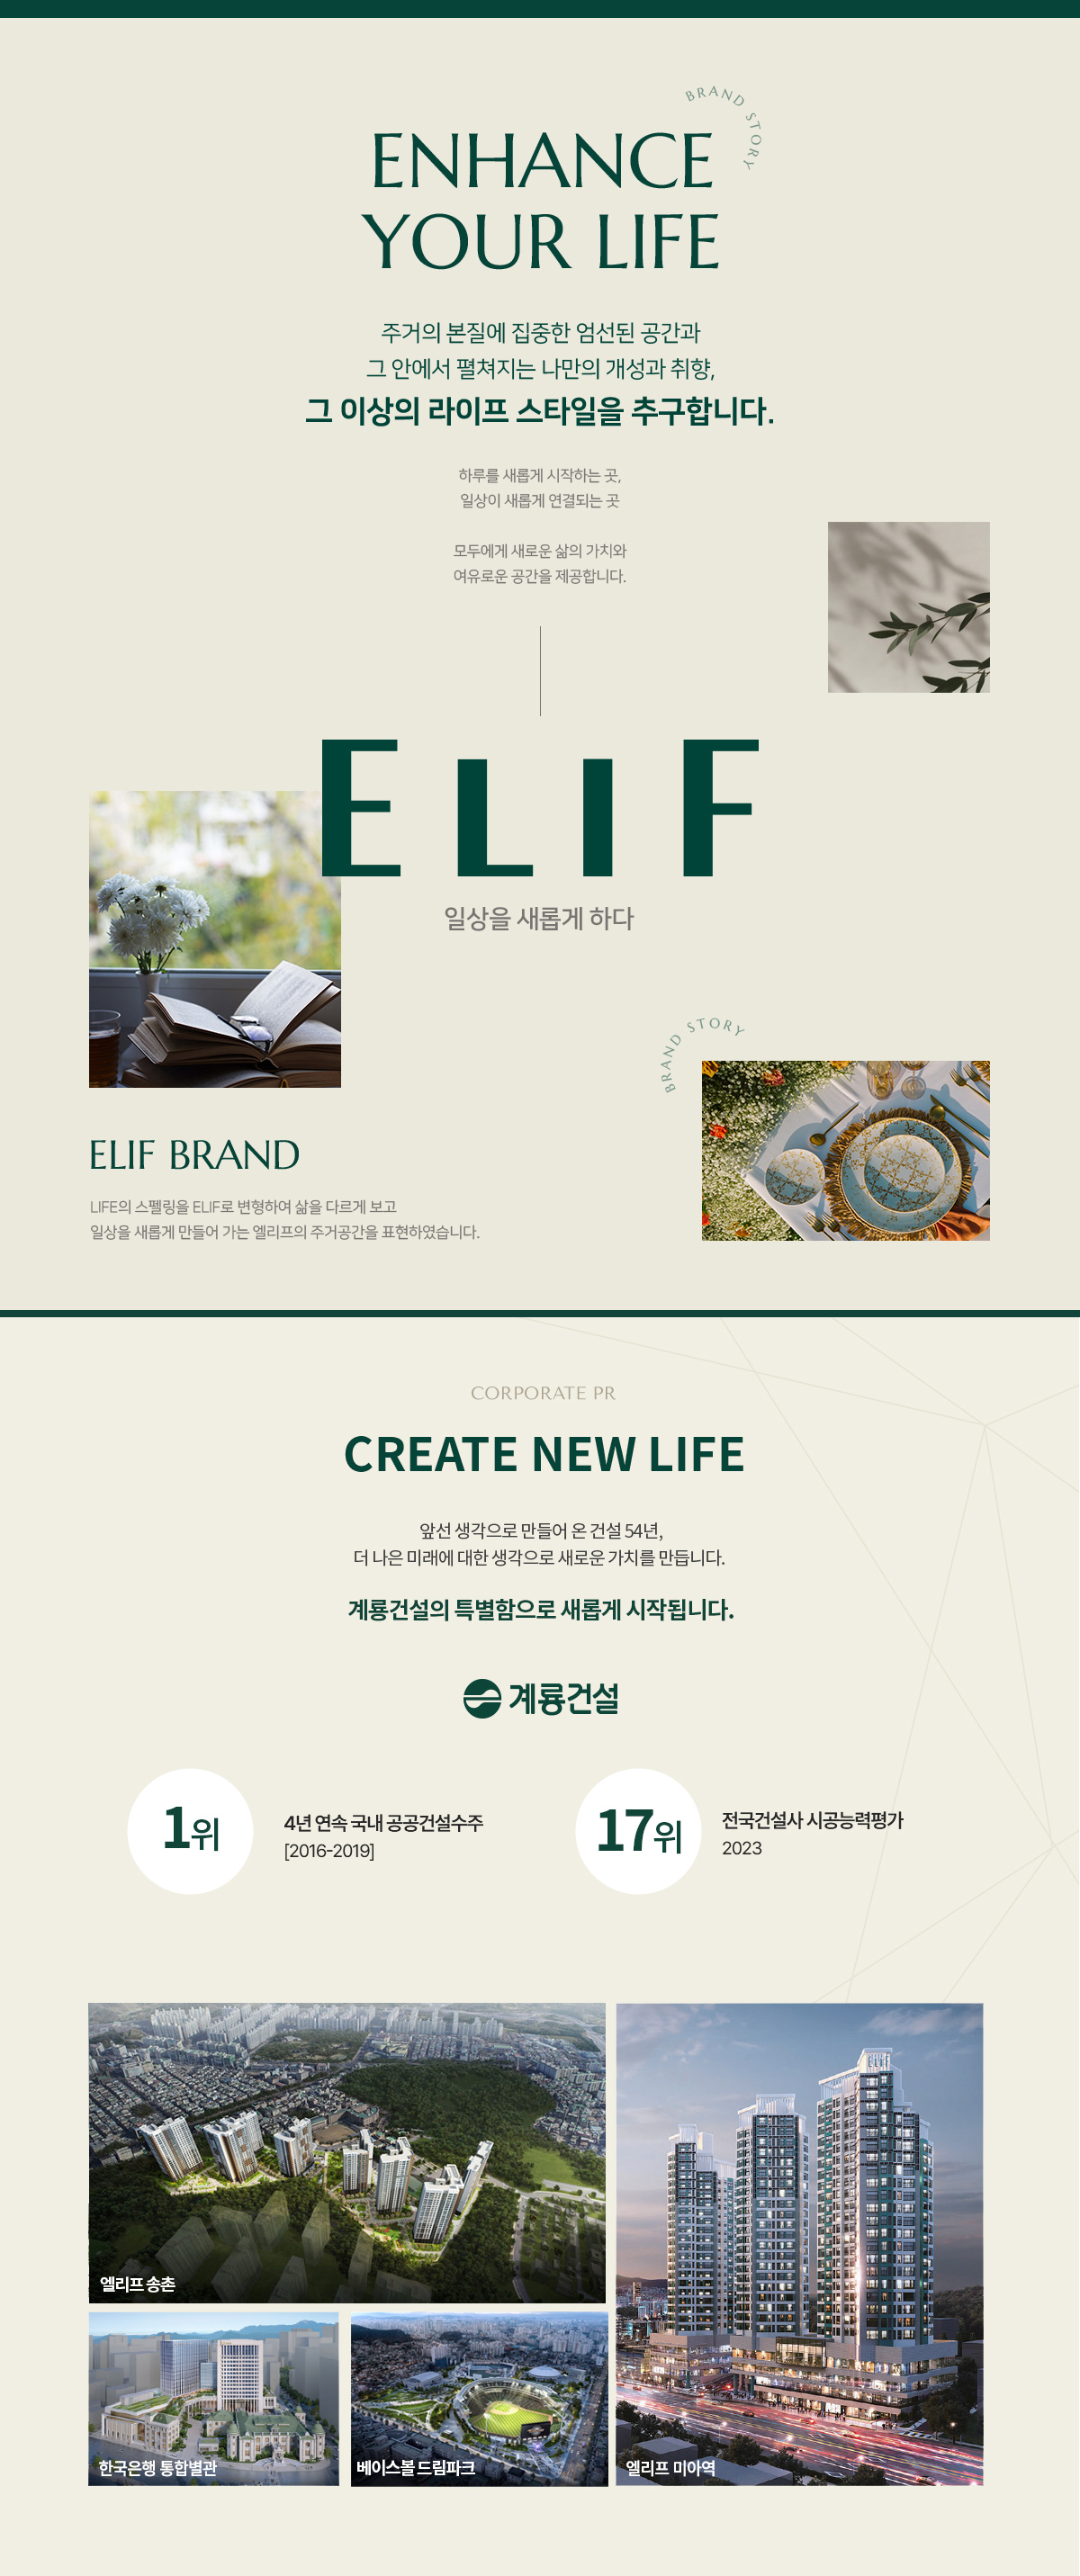 BRAND STORY
ENHANCE
YOUR LIFE
주거의 본질에 집중한 엄선된 공간과
그 안에서 펼쳐지는 나만의 개성과 취향,
그 이상의 라이프 스타일을 추구합니다.
하루를 새롭게 시작하는 곳,
일상이 새롭게 연결되는 곳
모두에게 새로운 삶의 가치와
여유로운 공간을 제공합니다.
ELIF
일상을 새롭게 하다
BRAND STORY
ELIF BRAND
LIFE의 스펠링을 ELIF로 변형하여 삶을 다르게 보고
일상을 새롭게 만들어 가는 엘리프의 주거공간을 표현하였습니다.
CORPORATE PR
CREATE NEW LIFE
앞선 생각으로 만들어 온 건설 54년,
더 나은 미래에 대한 생각으로 새로운 가치를 만듭니다.
계룡건설의 특별함으로 새롭게 시작됩니다.
계룡건설
1위
4년 연속 국내 공공건설수주
[2016-2019]
17위
전국건설사 시공능력평가
2023
엘리프 송촌
한국은행 통합별관
베이스볼 드림파크
ELIF
엘리프 미아역